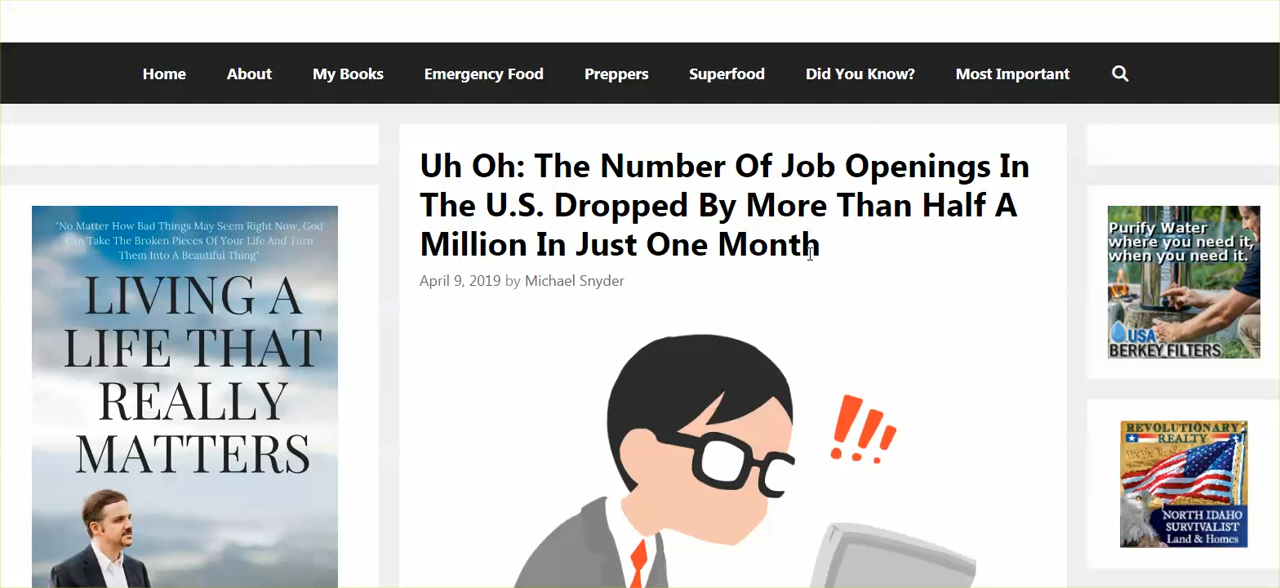 Home About My Books Emergency Food Preppers Superfood Did You Know? Most Important
Uh Oh: The Number Of Job Openings In
The U.S. Dropped By More Than Half A
Million In Just One Month
April 9, 2019 by Michael Snyder
"No Matter How Bad Things May Seem Right Now, God
Can Take The Broken Pieces Of Your Life And Turn
Them Into A Beautiful Thing"
LIVING A
LIFE THAT
REALLY
MATTERS
!!!
Purify Water
where you need it,
when you need it.
USA
BERKEY FILTERS
REVOLUTIONARY
REALTY
NORTH IDAHO
SURVIVALIST
Land & Homes